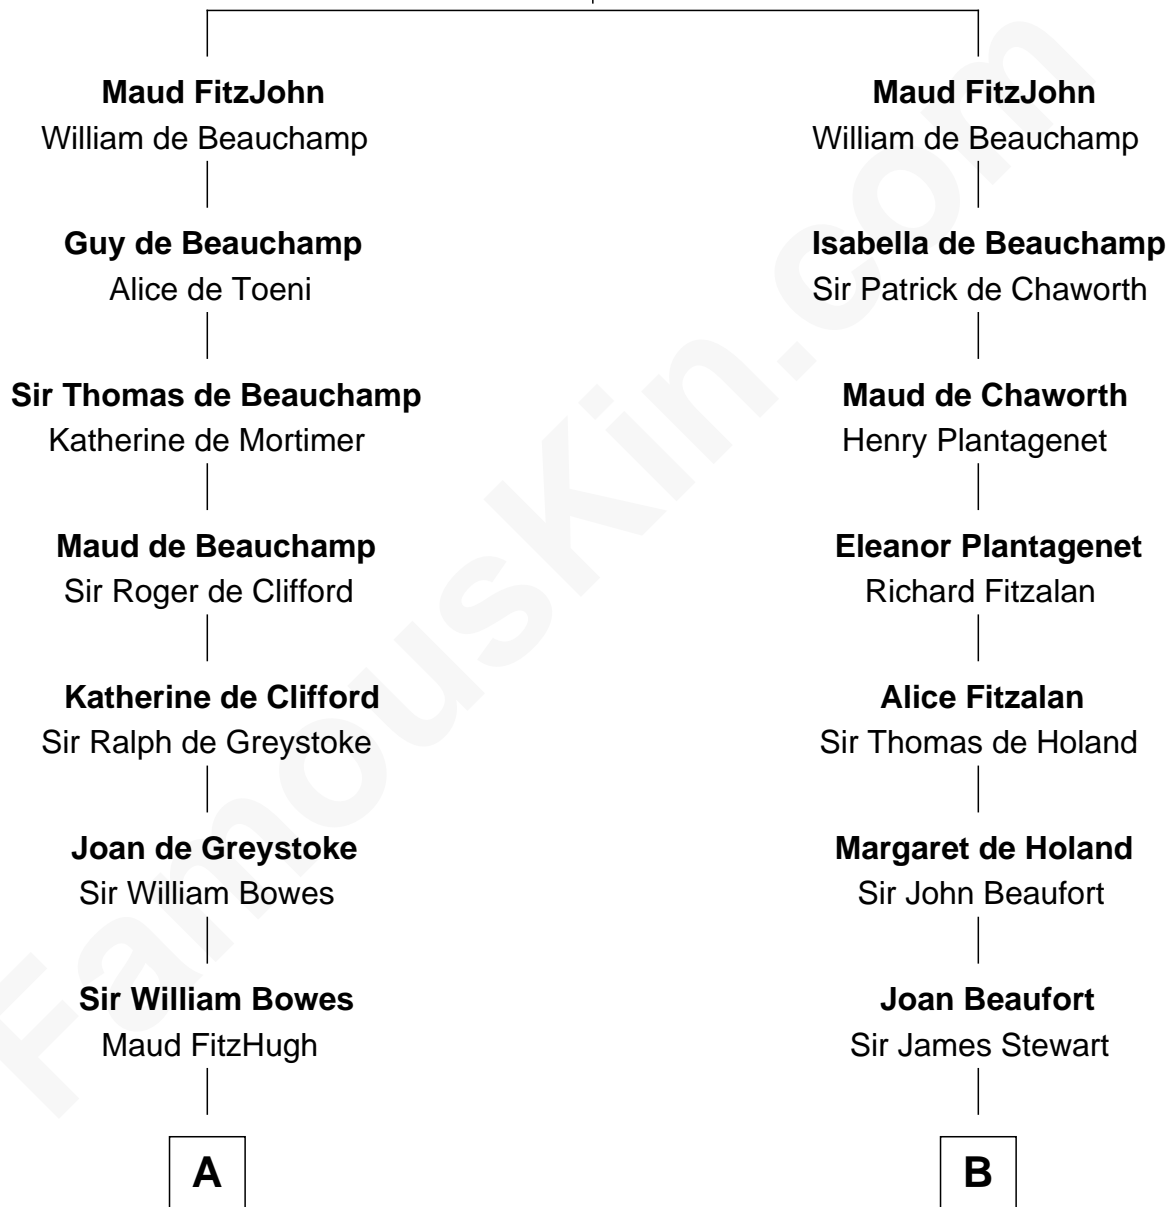 Maud FitzJohn
William de Beauchamp
Guy de Beauchamp
Alice de Toeni
Sir Thomas de Beauchamp
Katherine de Mortimer
Maud de Beauchamp
Sir Roger de Clifford
Katherine de Clifford
Sir Ralph de Greystoke
Joan de Greystoke
Sir William Bowes
Sir William Bowes
Maud FitzHugh
A
Maud FitzJohn
William de Beauchamp
Isabella de Beauchamp
Sir Patrick de Chaworth
Maud de Chaworth
Henry Plantagenet
Eleanor Plantagenet
Richard Fitzalan
Alice Fitzalan
Sir Thomas de Holand
Margaret de Holand
Sir John Beaufort
Joan Beaufort
Sir James Stewart
B
FamousKin.com